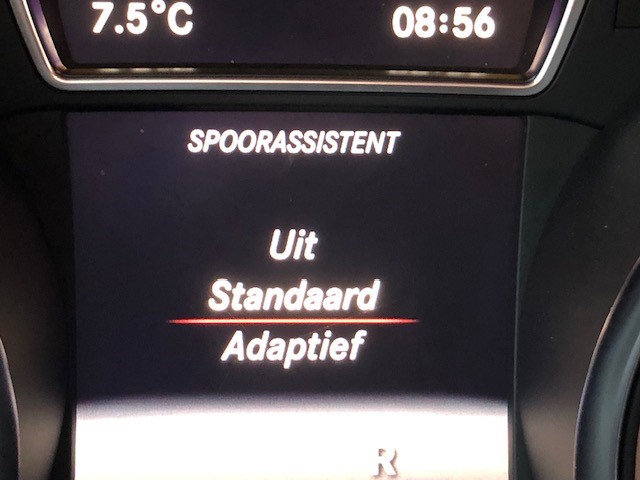 7.5°C 08:56
SPOORASSISTENT
Uit
Standaard
Adaptief
R